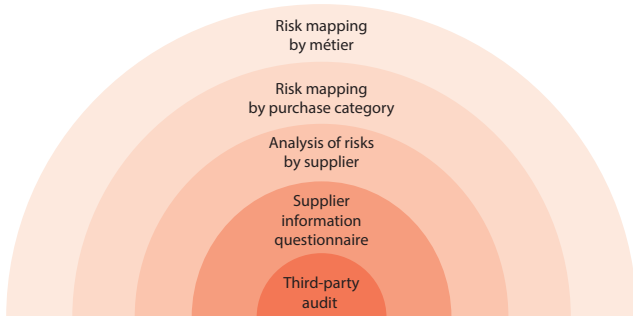 Risk mapping
by métier
Risk mapping
by purchase category
Analysis of risks
by supplier
Supplier
information
questionnaire
Third-party
audit